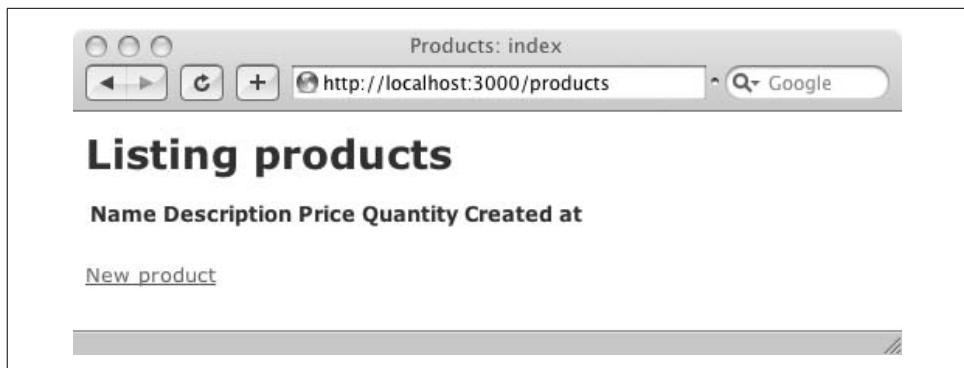 Products: index
http://localhost:3000/products
Google
Listing products
Name Description Price Quantity Created at
New product